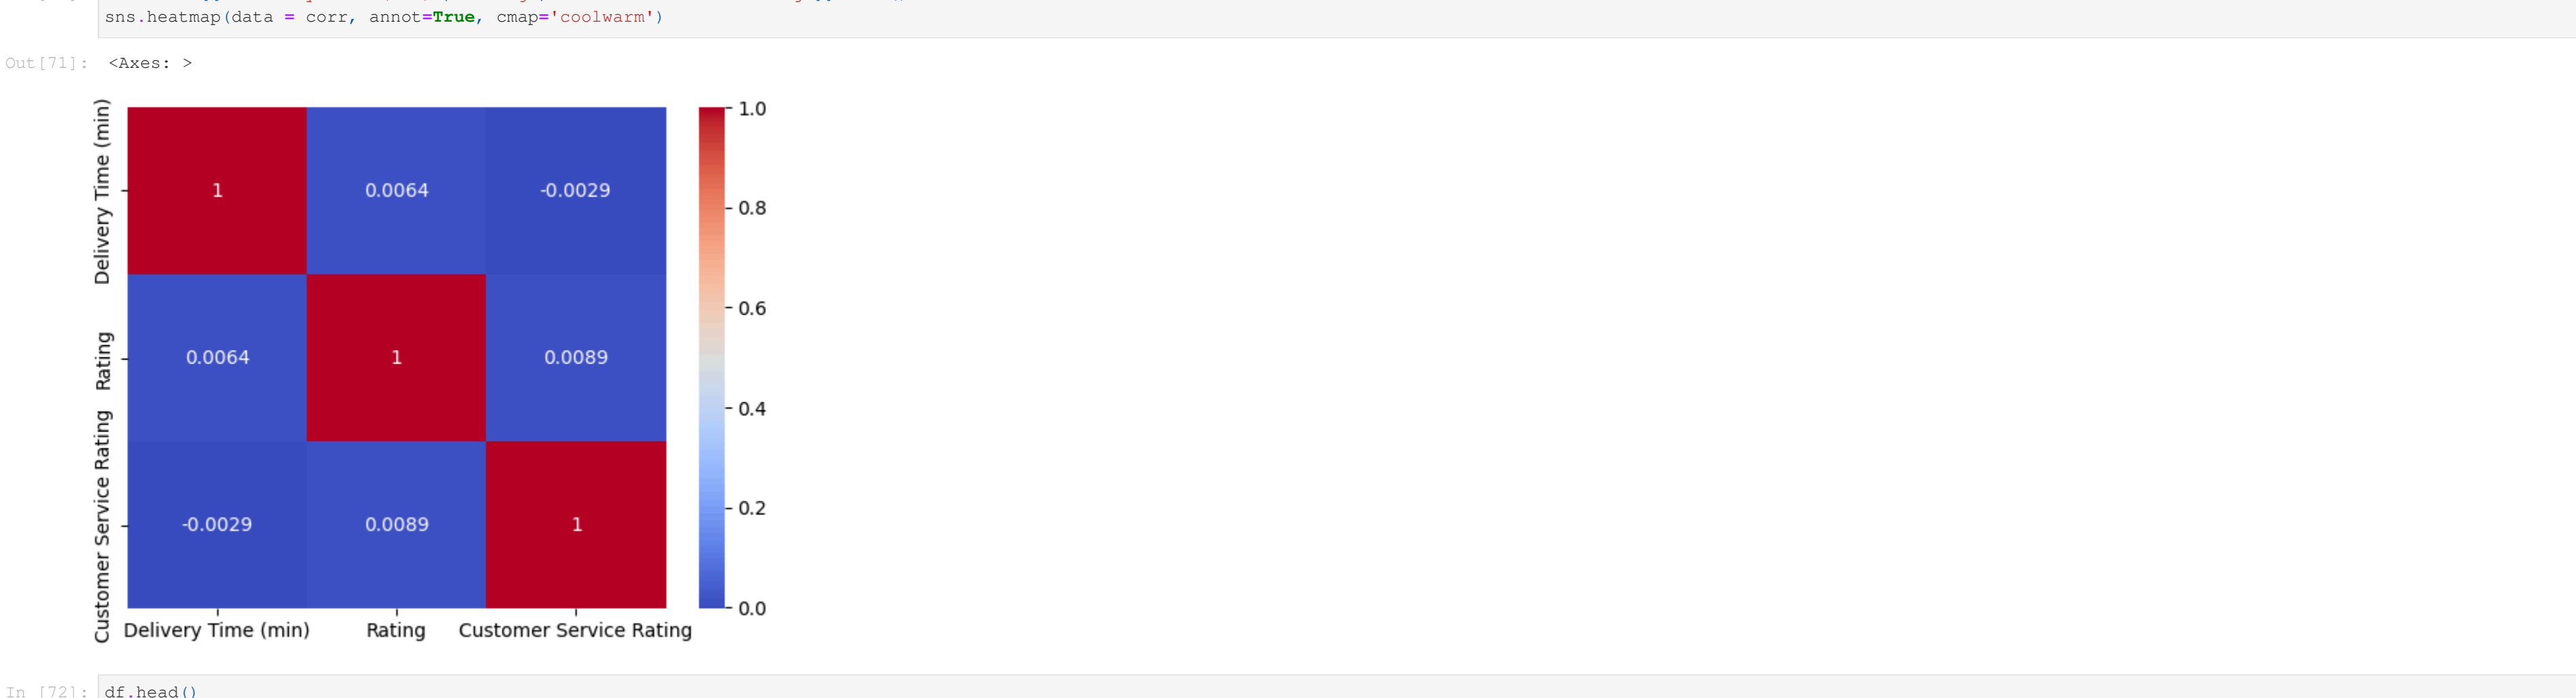 sns.heatmap(data = corr, annot=True, cmap='coolwarm')
Out[71]: <Axes: >
Delivery Time (min)
Rating
Customer Service Rating
1 0.0064 -0.0029
0.0064 1 0.0089
-0.0029 0.0089 1
Delivery Time (min) Rating Customer Service Rating
1.0
0.8
0.6
0.4
0.2
0.0
In [72]: df.head()